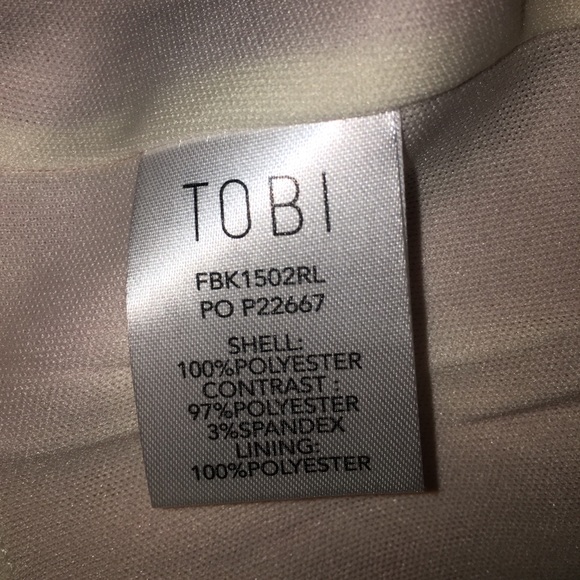 TOBI
FBK1502RL
PO P22667
SHELL:
100%POLYESTER
CONTRAST :
97%POLYESTER
3%SPANDEX
LINING:
100%POLYESTER